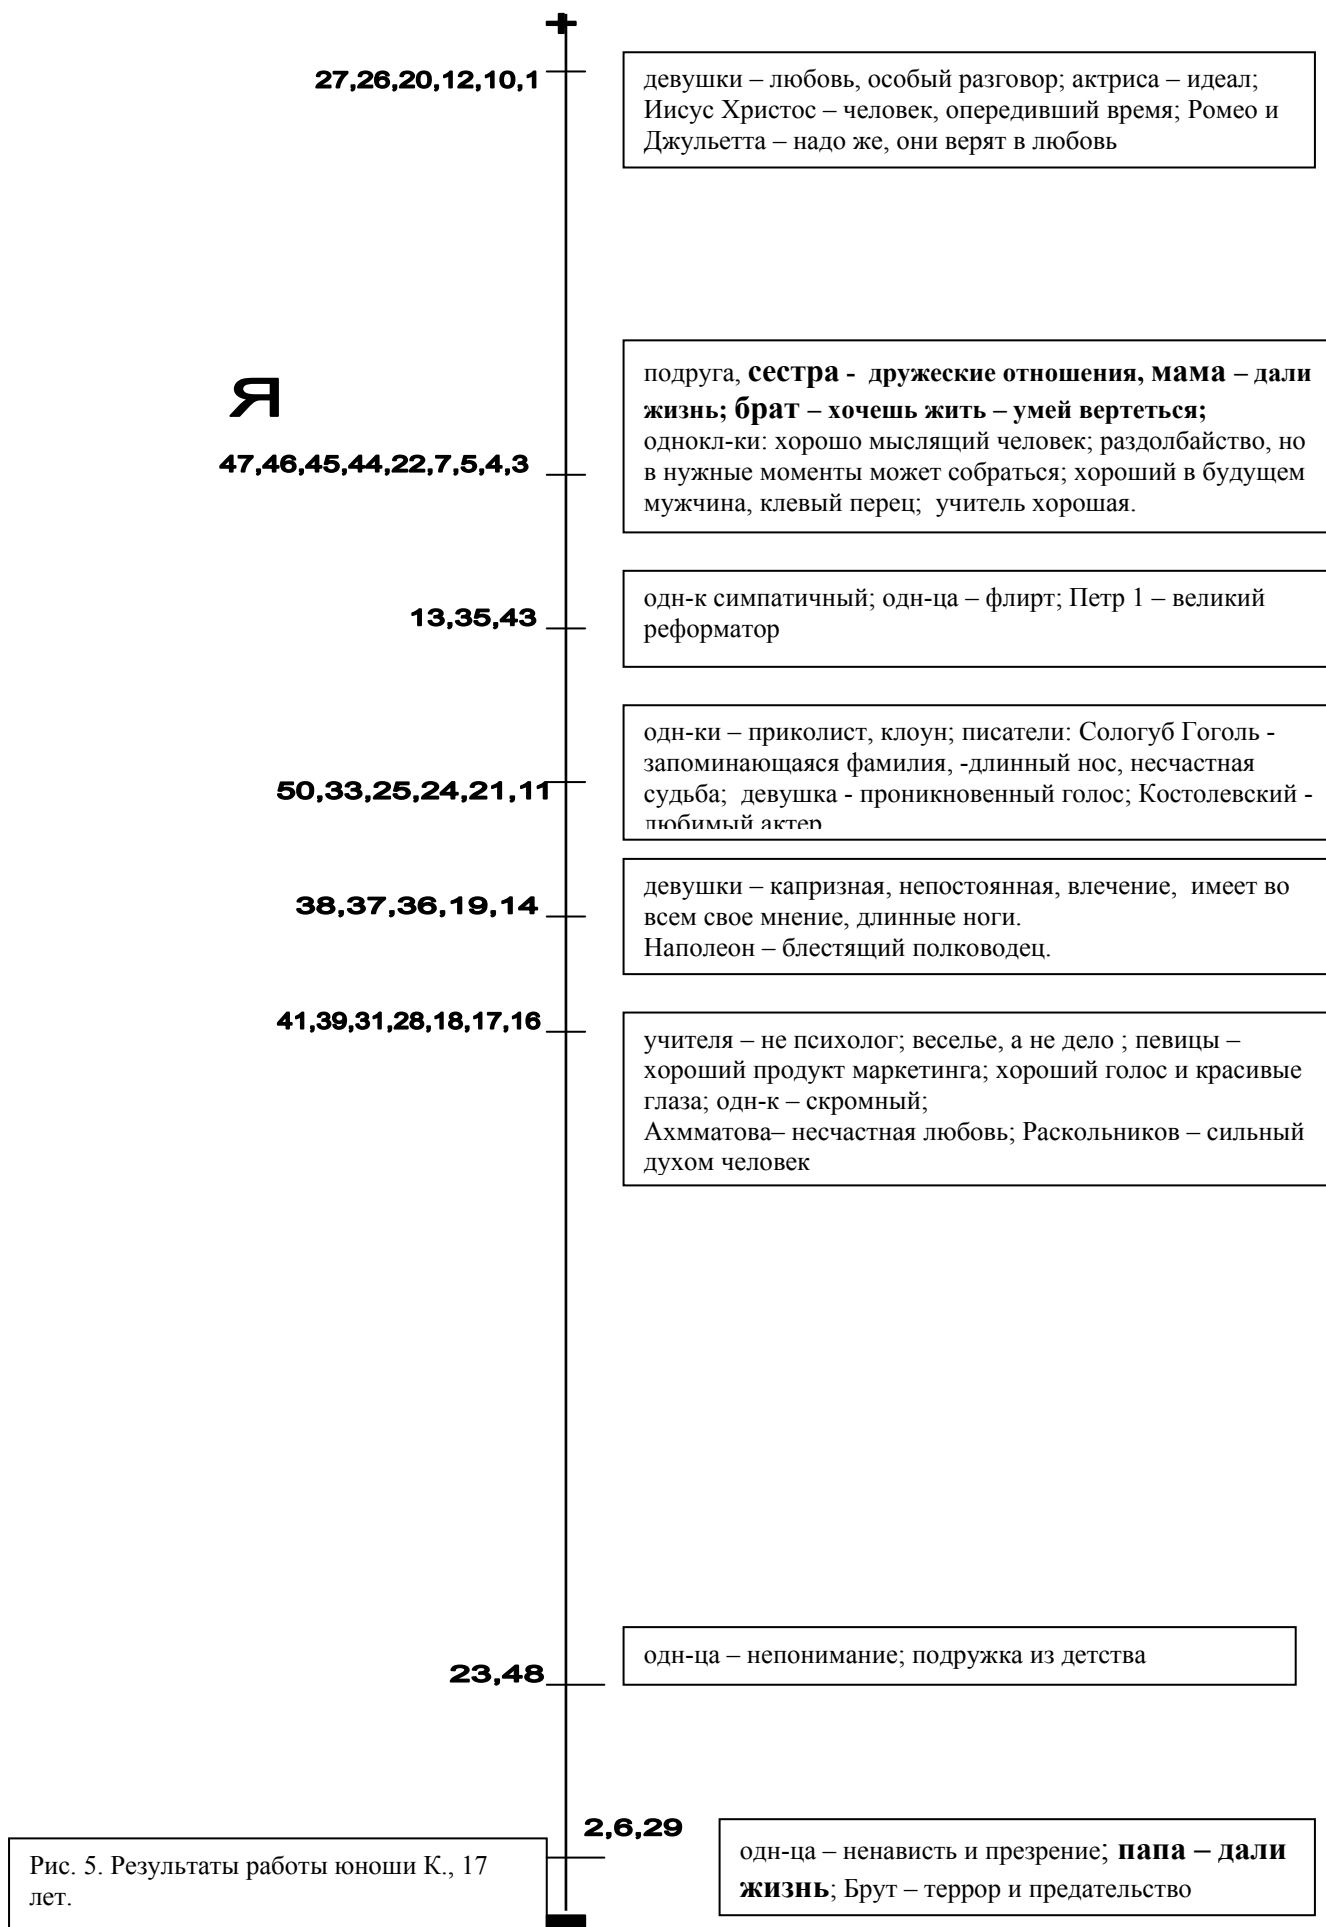 +
27,26,20,12,10,1
девушки – любовь, особый разговор; актриса – идеал;
Иисус Христос – человек, опередивший время; Ромео и
Джульетта – надо же, они верят в любовь
Я
47,46,45,44,22,7,5,4,3
подруга, сестра - дружеские отношения, мама – дали
жизнь; брат – хочешь жить – умей вертеться;
однокл-ки: хорошо мыслящий человек; раздолбайство, но
в нужные моменты может собраться; хороший в будущем
мужчина, клевый перец; учитель хорошая.
13,35,43
одн-к симпатичный; одн-ца – флирт; Петр 1 – великий
реформатор
50,33,25,24,21,11
одн-ки – приколист, клоун; писатели: Сологуб Гоголь -
запоминающаяся фамилия, -длинный нос, несчастная
судьба; девушка - проникновенный голос; Костолевский -
любимый актер
38,37,36,19,14
девушки – капризная, непостоянная, влечение, имеет во
всем свое мнение, длинные ноги.
Наполеон – блестящий полководец.
41,39,31,28,18,17,16
учителя – не психолог; веселье, а не дело ; певицы –
хороший продукт маркетинга; хороший голос и красивые
глаза; одн-к – скромный;
Ахмматова– несчастная любовь; Раскольников – сильный
духом человек
23,48
одн-ца – непонимание; подружка из детства
2,6,29
одн-ца – ненависть и презрение; папа – дали
жизнь; Брут – террор и предательство
Рис. 5. Результаты работы юноши К., 17
лет.